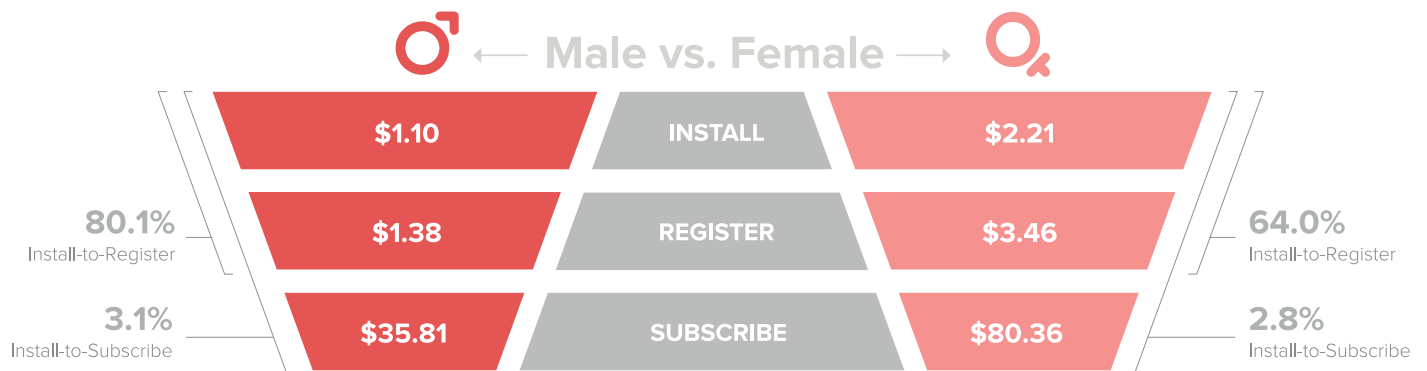 Male vs. Female
$1.10 INSTALL $2.21
80.1% $1.38 REGISTER $3.46 64.0%
Install-to-Register Install-to-Register
3.1% $35.81 SUBSCRIBE $80.36 2.8%
Install-to-Subscribe Install-to-Subscribe